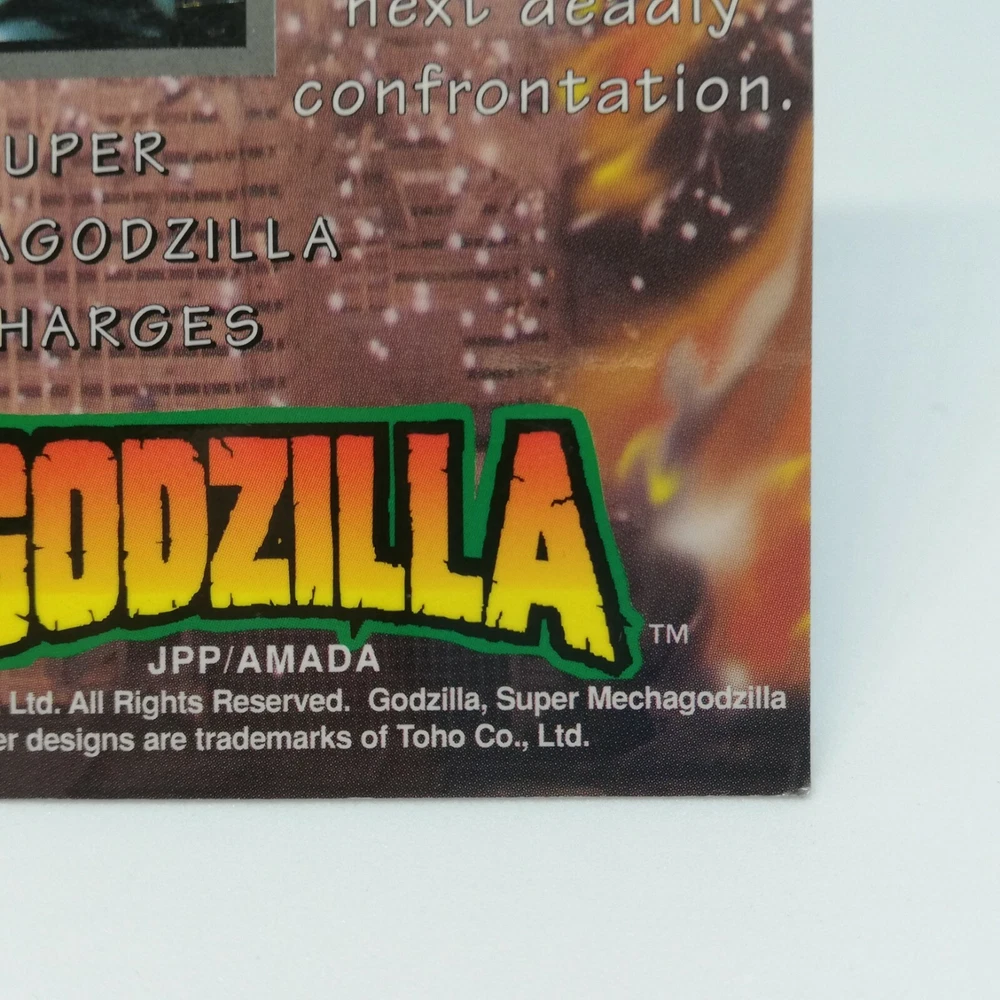 next deadly
confrontation.
UPER
AGODZILLA
HARGES
GODZILLA
TM
JPP/AMADA
Ltd. All Rights Reserved. Godzilla, Super Mechagodzilla
er designs are trademarks of Toho Co., Ltd.